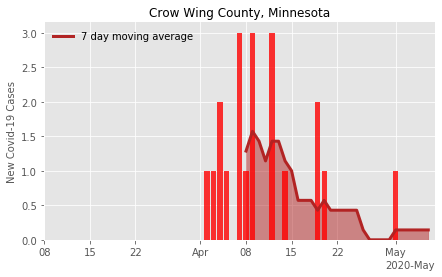 Crow Wing County, Minnesota
7 day moving average
New Covid-19 Cases
3.0
2.5
2.0
1.5
1.0
0.5
0.0
08 15 22 Apr 08 15 22 May
2020-May